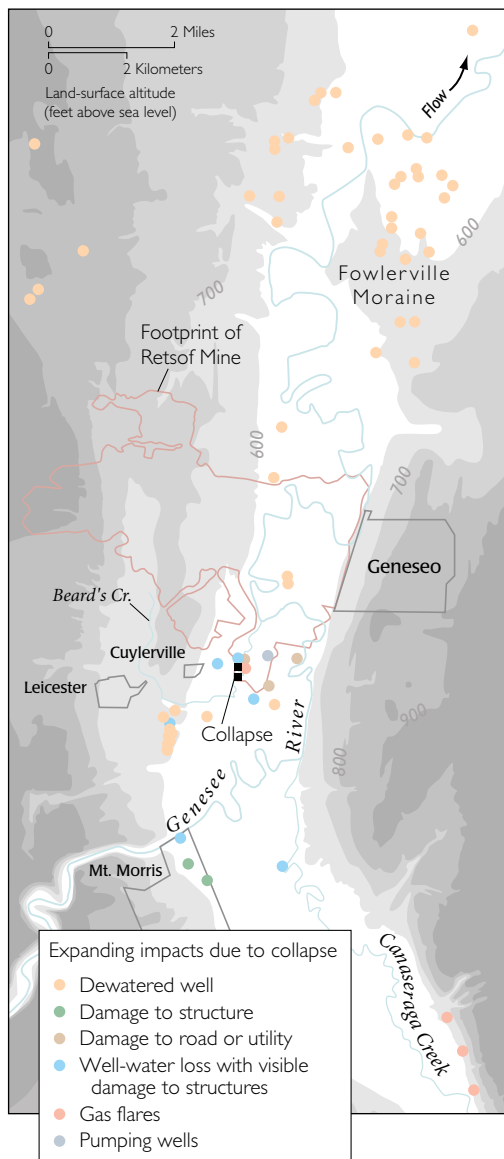 0 2 Miles
0 2 Kilometers
Land-surface altitude
(feet above sea level)
Flow
600
Fowlerville
Moraine
700
Footprint of
Retsof Mine
600
700
Geneseo
Beard's Cr.
Cuylerville
Leicester
Collapse
River
900
800
Genesee
Mt. Morris
Canaseraga Creek
Expanding impacts due to collapse
Dewatered well
Damage to structure
Damage to road or utility
Well-water loss with visible
damage to structures
Gas flares
Pumping wells